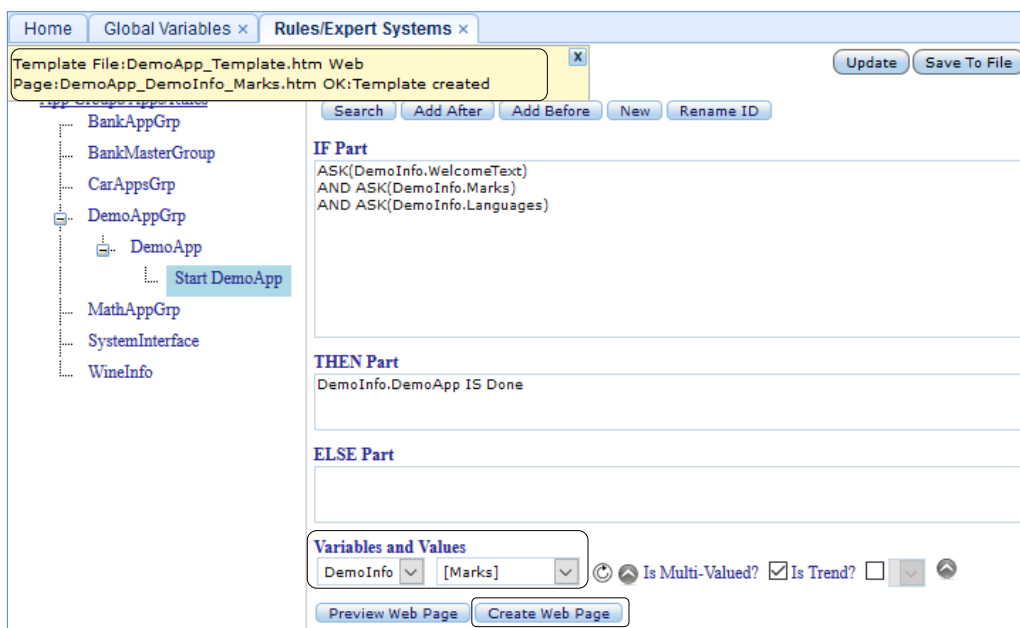 Home Global Variables × Rules/Expert Systems ×
Template File:DemoApp_Template.htm Web
Page:DemoApp_DemoInfo_Marks.htm OK:Template created
X
Update Save To File
App Groups/Apps/Rules
Search Add After Add Before New Rename ID
BankAppGrp
BankMasterGroup
CarAppsGrp
DemoAppGrp
DemoApp
Start DemoApp
MathAppGrp
SystemInterface
WineInfo
IF Part
ASK(DemoInfo.WelcomeText)
AND ASK(DemoInfo.Marks)
AND ASK(DemoInfo.Languages)
THEN Part
DemoInfo.DemoApp IS Done
ELSE Part
Variables and Values
DemoInfo [Marks] Is Multi-Valued? Is Trend?
Preview Web Page Create Web Page